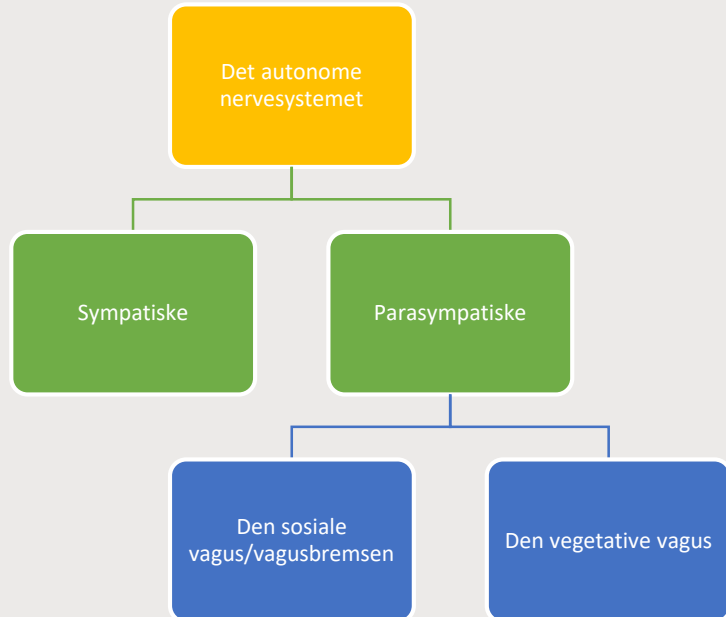 Det autonome
nervesystemet
Sympatiske
Parasympatiske
Den sosiale
vagus/vagusbremsen
Den vegetative vagus